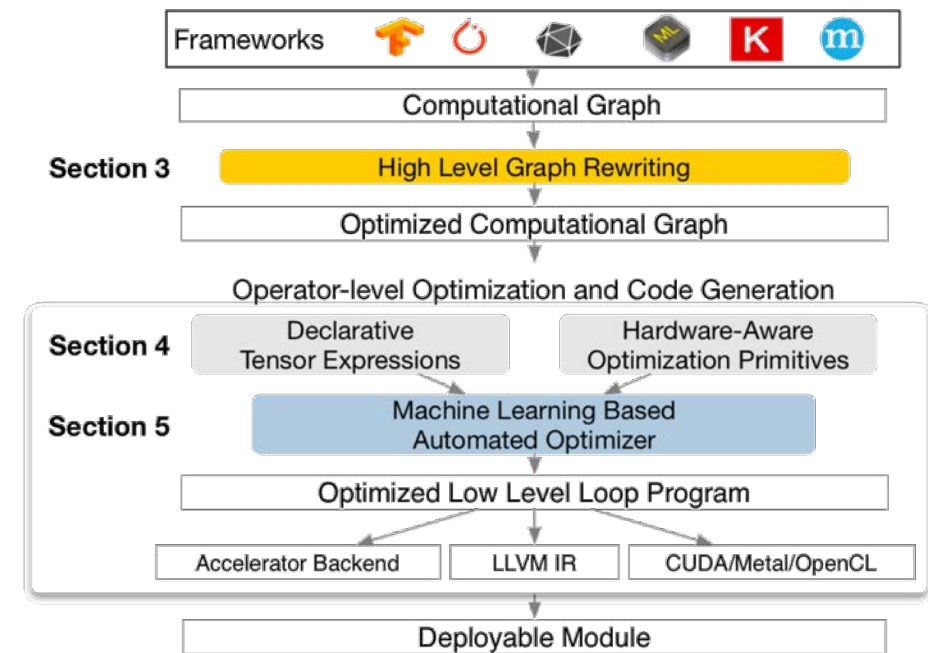 Frameworks
ML
K
m
Computational Graph
Section 3
High Level Graph Rewriting
Optimized Computational Graph
Operator-level Optimization and Code Generation
Section 4
Declarative
Tensor Expressions
Hardware-Aware
Optimization Primitives
Section 5
Machine Learning Based
Automated Optimizer
Optimized Low Level Loop Program
Accelerator Backend
LLVM IR
CUDA/Metal/OpenCL
Deployable Module